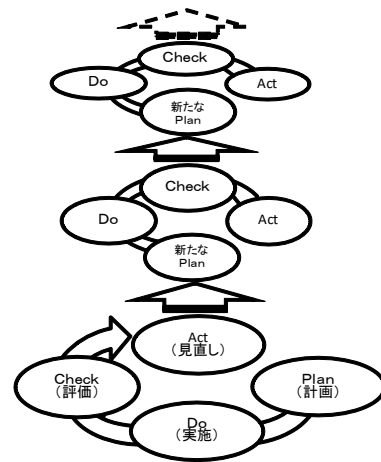 Check
Do
Act
新たな
Plan
Check
Do
Act
新たな
Plan
Act
(見直し)
Check
(評価)
Plan
(計画)
Do
(実施)